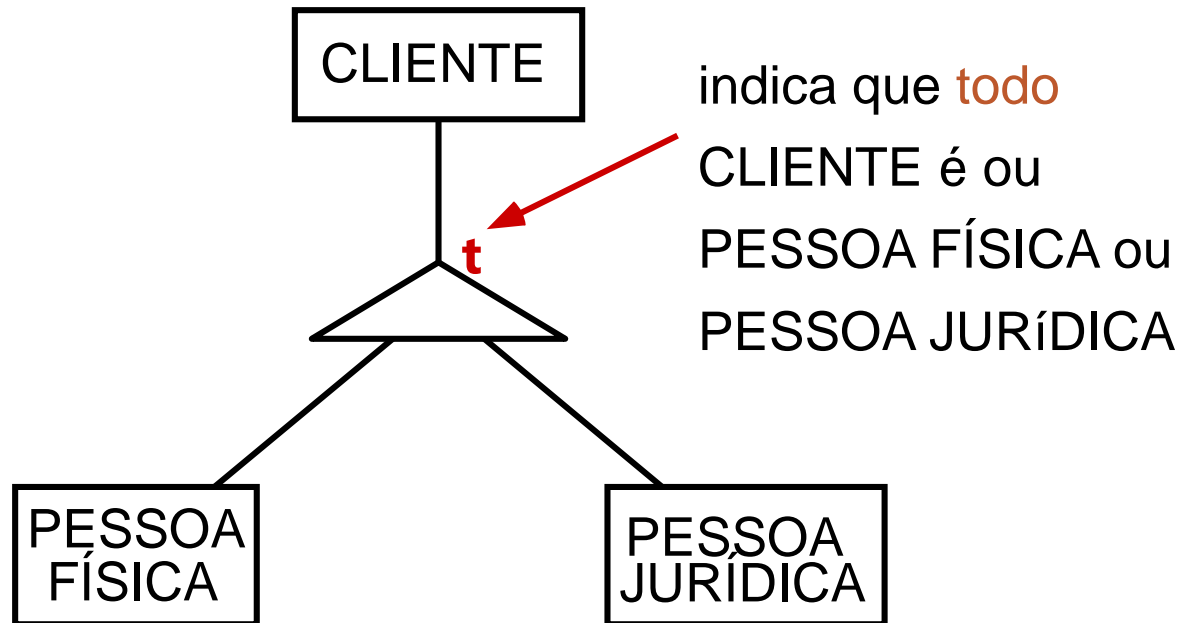 CLIENTE
indica que todo
CLIENTE é ou
PESSOA FÍSICA ou
PESSOA JURíDICA
t
PESSOA
FÍSICA
PESSOA
JURÍDICA